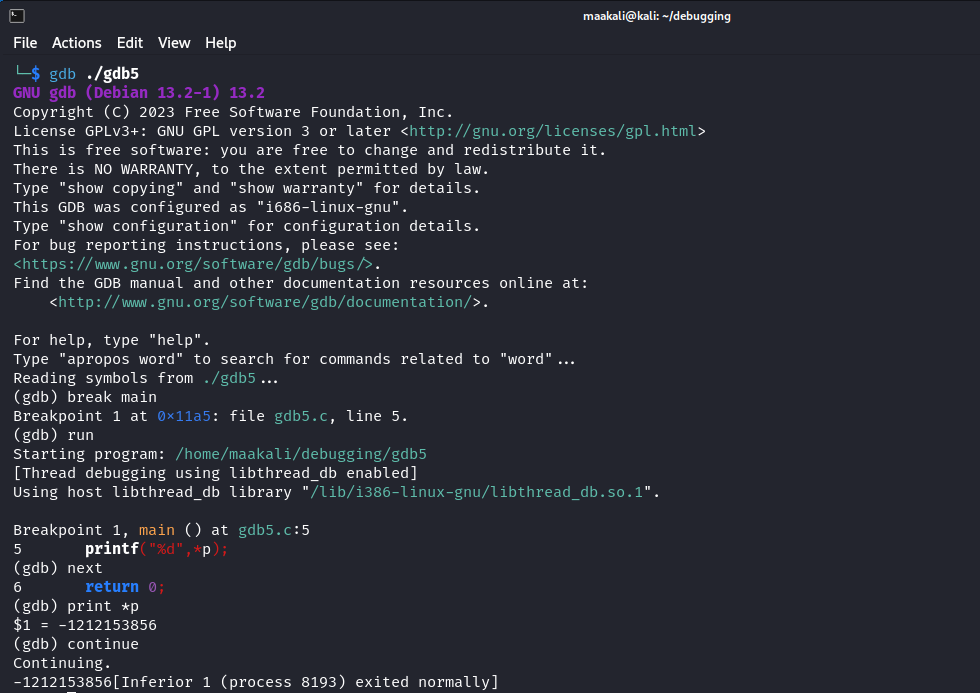 maakali@kali: ~/debugging
File Actions Edit View Help
└─$ gdb ./gdb5
GNU gdb (Debian 13.2-1) 13.2
Copyright (C) 2023 Free Software Foundation, Inc.
License GPLv3+: GNU GPL version 3 or later <http://gnu.org/licenses/gpl.html>
This is free software: you are free to change and redistribute it.
There is NO WARRANTY, to the extent permitted by law.
Type "show copying" and "show warranty" for details.
This GDB was configured as "i686-linux-gnu".
Type "show configuration" for configuration details.
For bug reporting instructions, please see:
<https://www.gnu.org/software/gdb/bugs/>.
Find the GDB manual and other documentation resources online at:
    <http://www.gnu.org/software/gdb/documentation/>.

For help, type "help".
Type "apropos word" to search for commands related to "word"...
Reading symbols from ./gdb5...
(gdb) break main
Breakpoint 1 at 0×11a5: file gdb5.c, line 5.
(gdb) run
Starting program: /home/maakali/debugging/gdb5
[Thread debugging using libthread_db enabled]
Using host libthread_db library "/lib/i386-linux-gnu/libthread_db.so.1".

Breakpoint 1, main () at gdb5.c:5
5       printf("%d",*p);
(gdb) next
6       return 0;
(gdb) print *p
$1 = -1212153856
(gdb) continue
Continuing.
-1212153856[Inferior 1 (process 8193) exited normally]